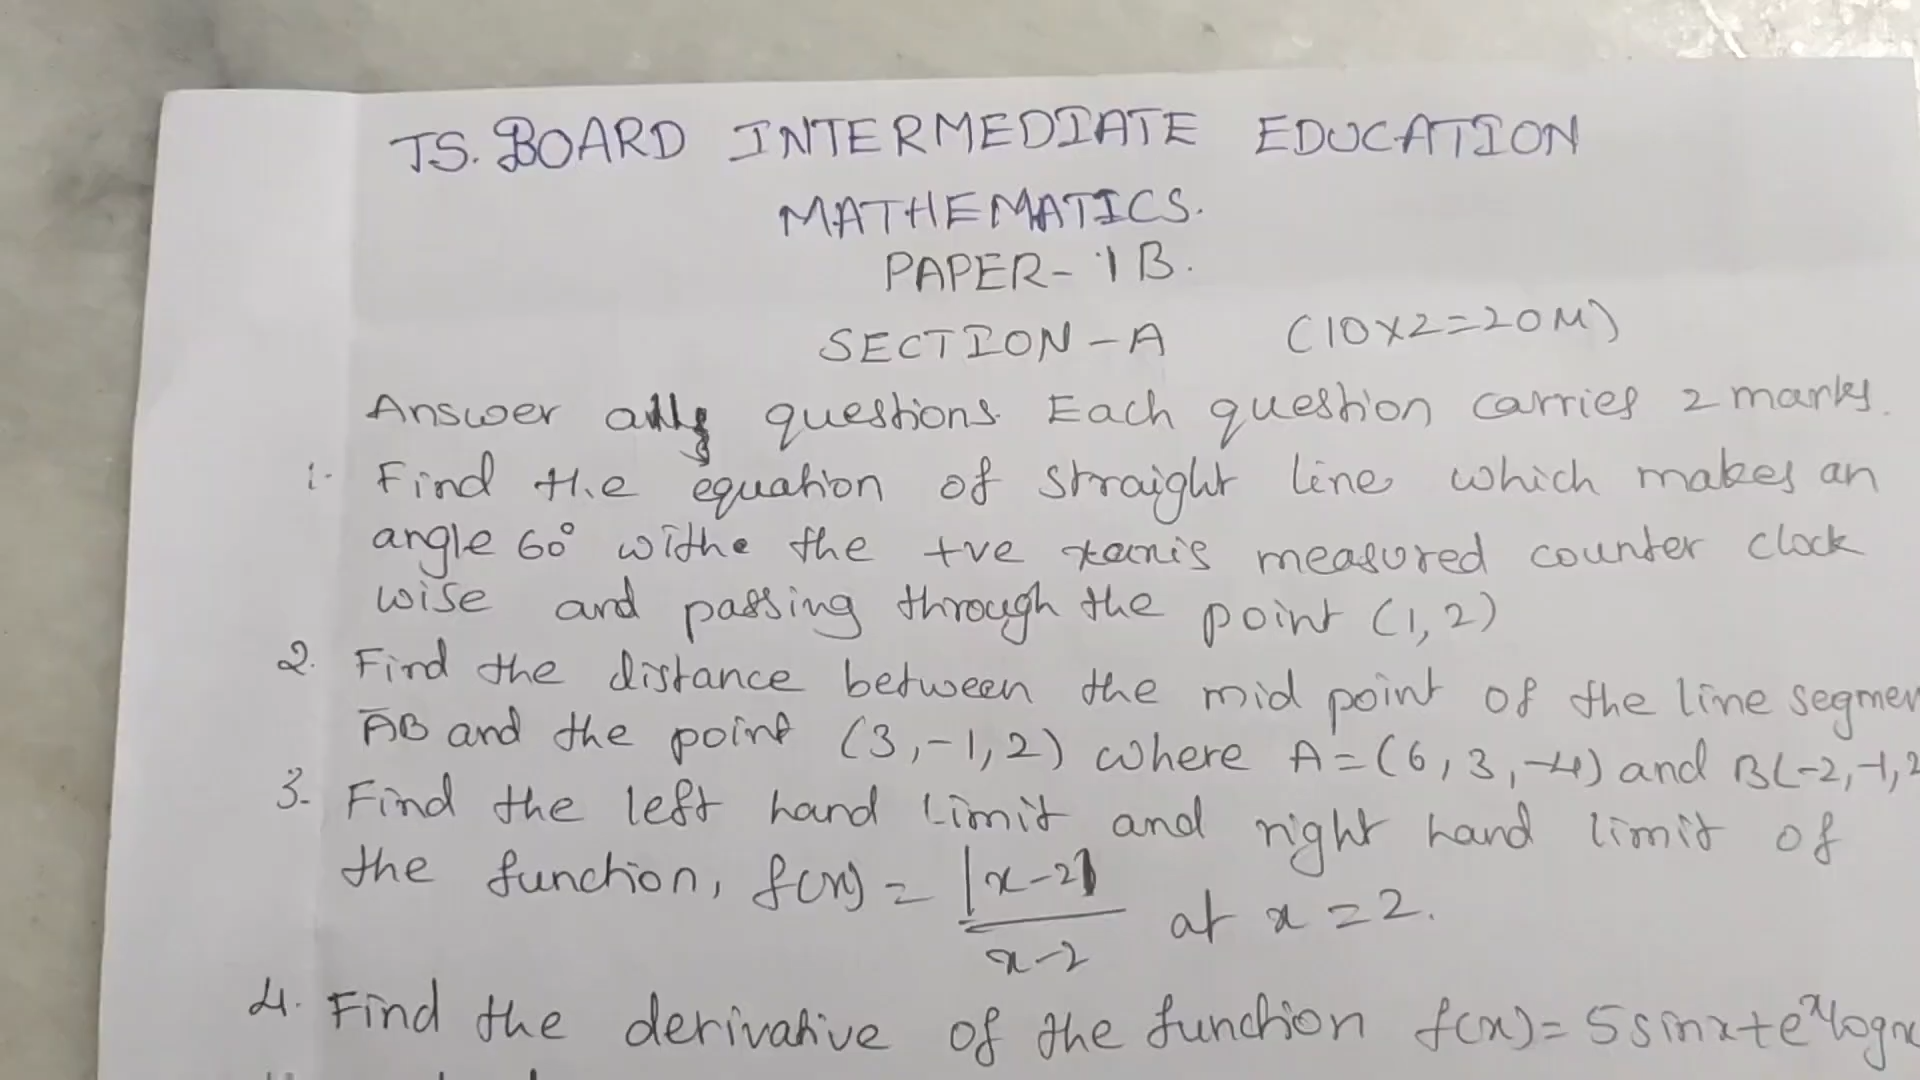 TS. BOARD INTERMEDIATE EDUCATION
MATHEMATICS.
PAPER- 1B.
SECTION-A (10X2=20M)
Answer questions. Each question carries 2 marks.
1. Find the equation of straight line which makes an
angle 60° withe the +ve measured counter clock
wise and passing through the point (1,2)
2. Find the distance between the mid point of the line segmen
AB and the point (3,-1,2) where A=(6,3,-4) and B(-2,-1,2
3. Find the left hand limit and right hand limit of
the function, f(x) = |x-2|/x-2 at x=2.
4. Find the derivative of the function f(x)=5sinx+e^x logx